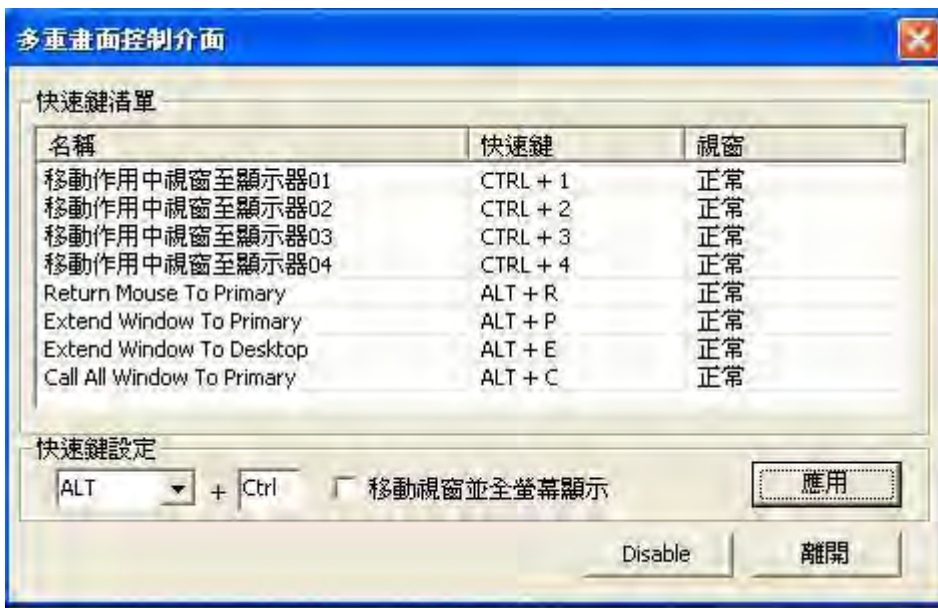 多重畫面控制介面
快速鍵清單
名稱 快速鍵 視窗
移動作用中視窗至顯示器01 CTRL + 1 正常
移動作用中視窗至顯示器02 CTRL + 2 正常
移動作用中視窗至顯示器03 CTRL + 3 正常
移動作用中視窗至顯示器04 CTRL + 4 正常
Return Mouse To Primary ALT + R 正常
Extend Window To Primary ALT + P 正常
Extend Window To Desktop ALT + E 正常
Call All Window To Primary ALT + C 正常
快速鍵設定
ALT + Ctrl 移動視窗並全螢幕顯示 應用
Disable 離開